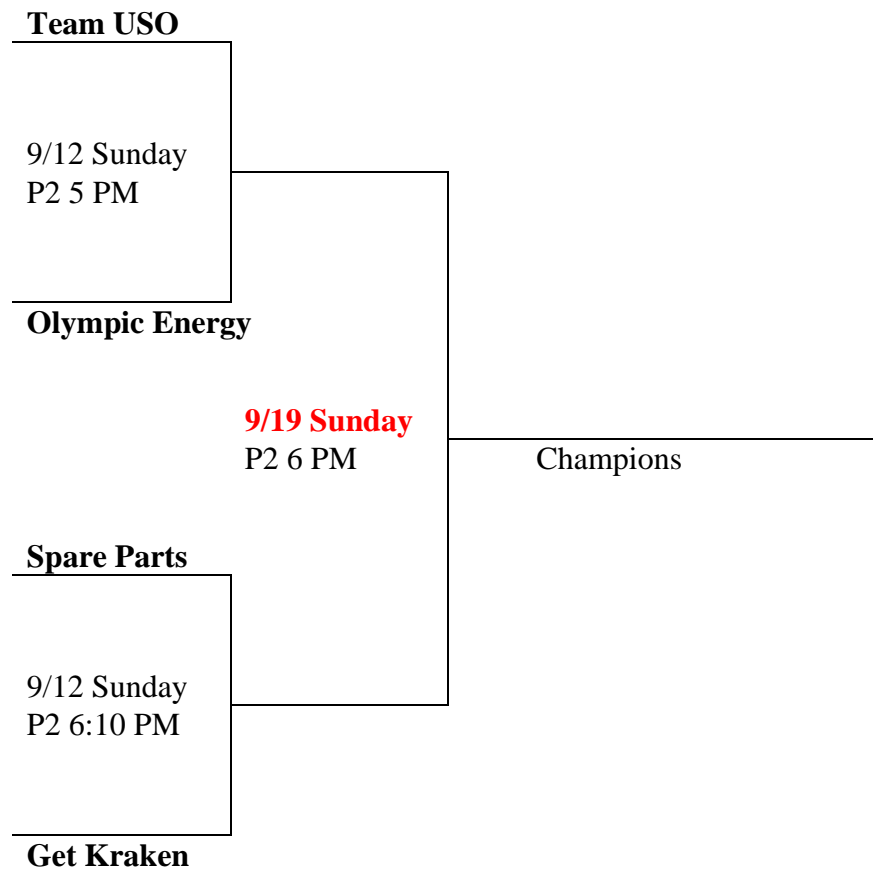 Team USO
9/12 Sunday
P2 5 PM
Olympic Energy
9/19 Sunday
P2 6 PM
Champions
Spare Parts
9/12 Sunday
P2 6:10 PM
Get Kraken